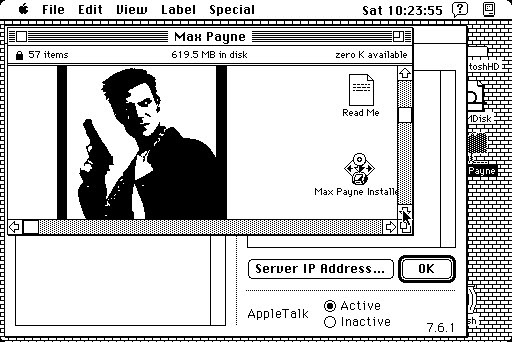 File Edit View Label Special Sat 10:23:55
Max Payne
57 items 619.5 MB in disk zero K available
toshHD
Read Me
MDisk
Payne
Max Payne Installe
Server IP Address... OK
AppleTalk
Active
Inactive
sh
7.6.1